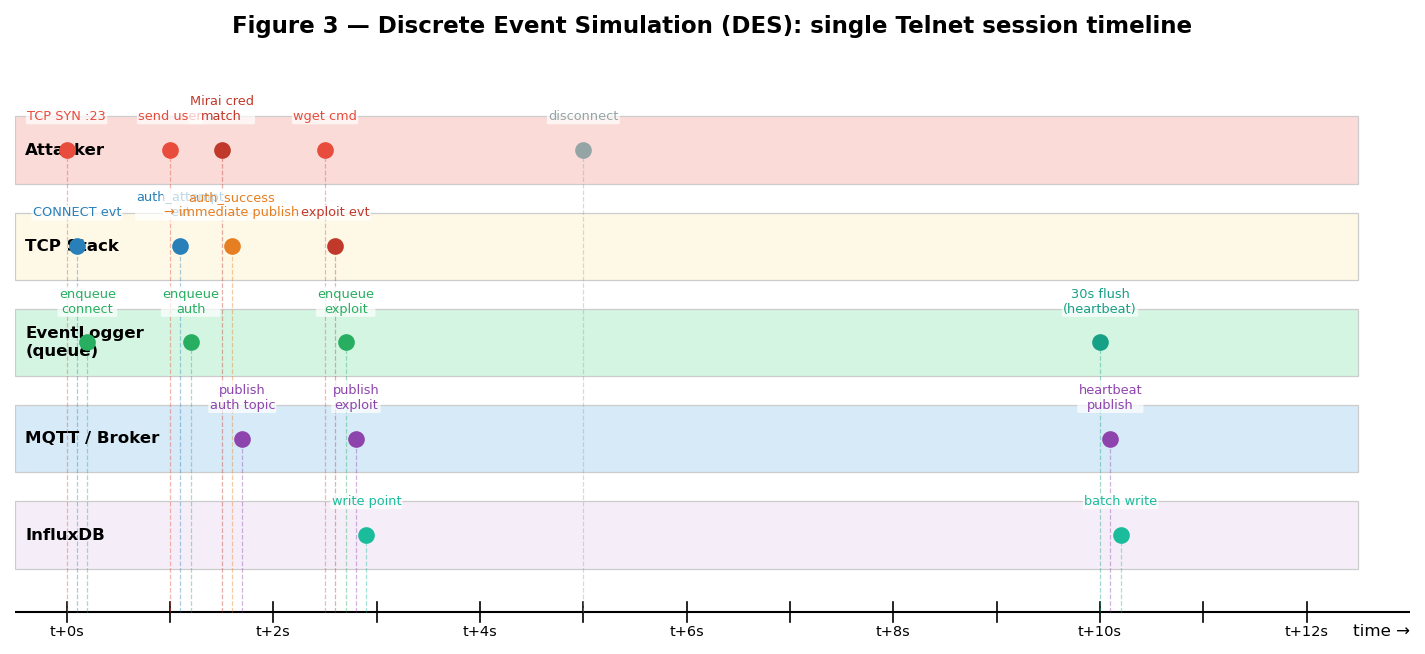 Figure 3 — Discrete Event Simulation (DES): single Telnet session timeline
Mirai cred
match
TCP SYN :23
send user
wget cmd
disconnect
Attacker
auth_attempt
auth_success
→ immediate publish
CONNECT evt
exploit evt
TCP Stack
enqueue
connect
enqueue
auth
enqueue
exploit
30s flush
(heartbeat)
EventLogger
(queue)
publish
auth topic
publish
exploit
heartbeat
publish
MQTT / Broker
write point
batch write
InfluxDB
t+0s
t+2s
t+4s
t+6s
t+8s
t+10s
t+12s
time →